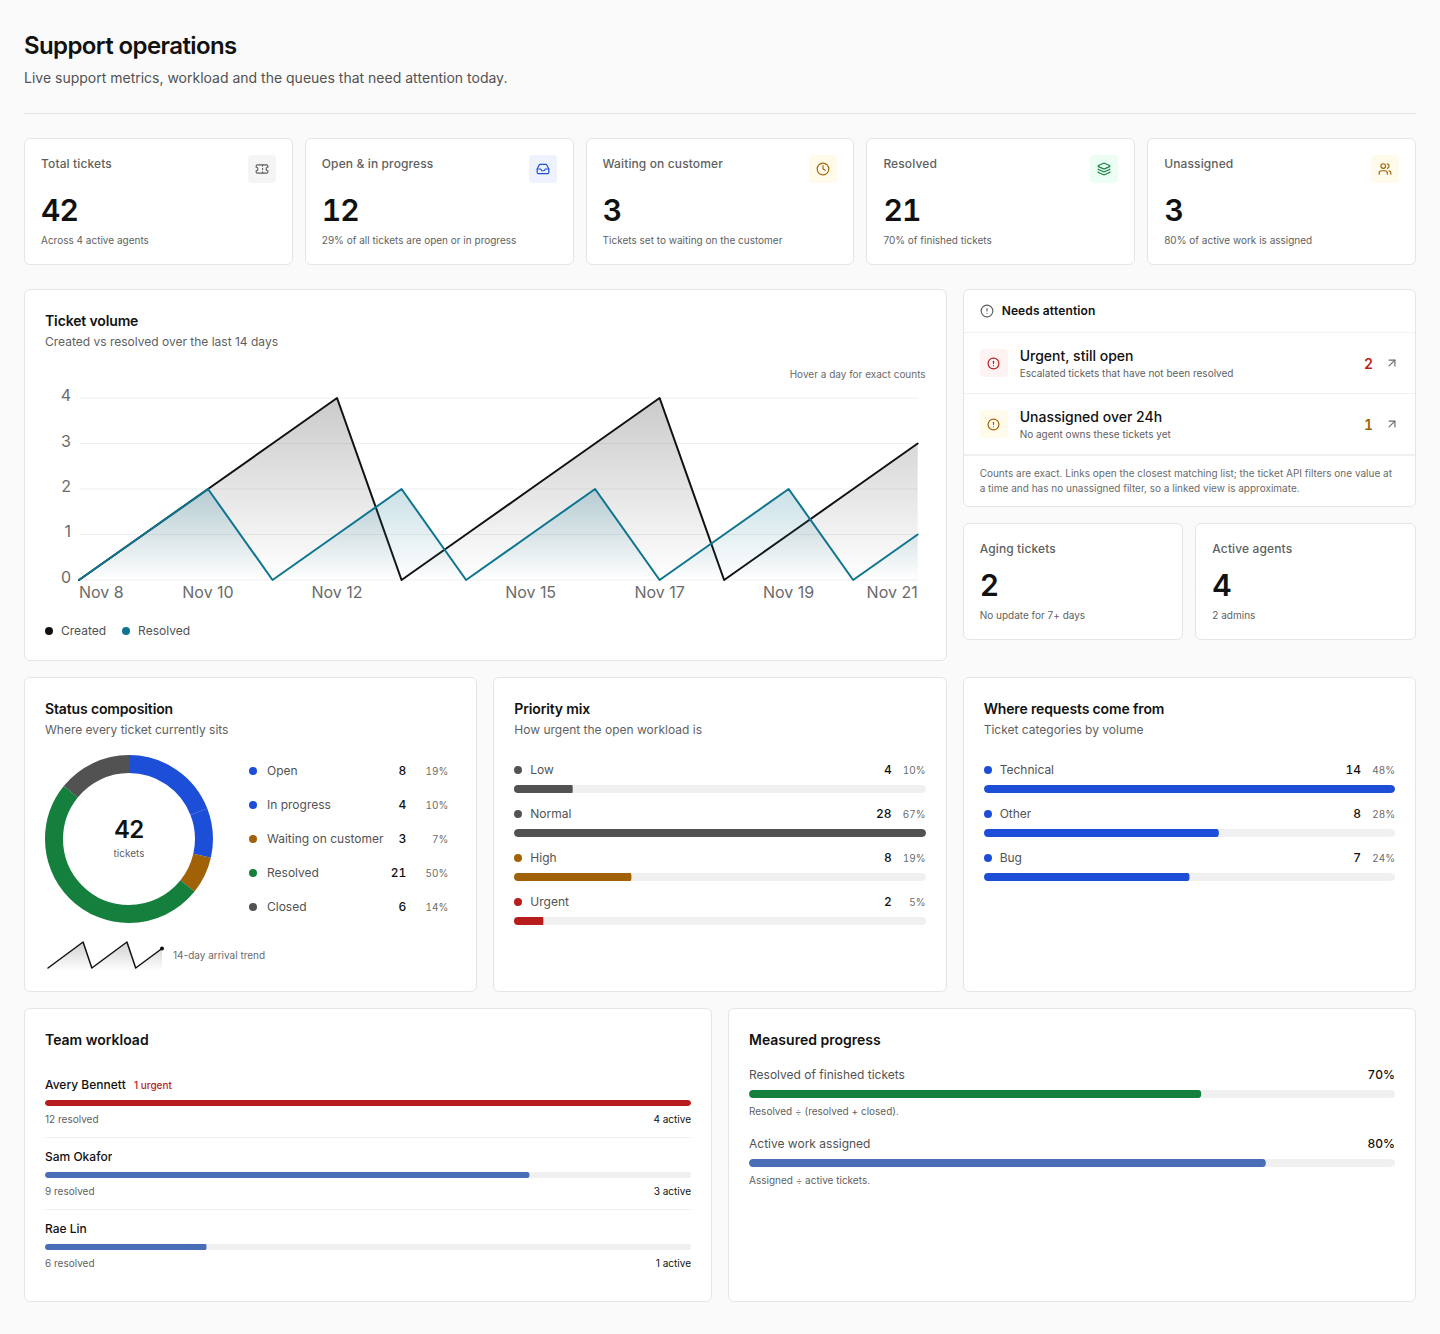 Support operations
Live support metrics, workload and the queues that need attention today.
Total tickets
42
Across 4 active agents
Open & in progress
12
29% of all tickets are open or in progress
Waiting on customer
3
Tickets set to waiting on the customer
Resolved
21
70% of finished tickets
Unassigned
3
80% of active work is assigned
Ticket volume
Created vs resolved over the last 14 days
Hover a day for exact counts
4
3
2
1
0
Nov 8 Nov 10 Nov 12 Nov 15 Nov 17 Nov 19 Nov 21
Created Resolved
Needs attention
Urgent, still open
Escalated tickets that have not been resolved
2
Unassigned over 24h
No agent owns these tickets yet
1
Counts are exact. Links open the closest matching list; the ticket API filters one value at
a time and has no unassigned filter, so a linked view is approximate.
Aging tickets
2
No update for 7+ days
Active agents
4
2 admins
Status composition
Where every ticket currently sits
42
tickets
Open 8 19%
In progress 4 10%
Waiting on customer 3 7%
Resolved 21 50%
Closed 6 14%
14-day arrival trend
Priority mix
How urgent the open workload is
Low 4 10%
Normal 28 67%
High 8 19%
Urgent 2 5%
Where requests come from
Ticket categories by volume
Technical 14 48%
Other 8 28%
Bug 7 24%
Team workload
Avery Bennett 1 urgent
12 resolved 4 active
Sam Okafor
9 resolved 3 active
Rae Lin
6 resolved 1 active
Measured progress
Resolved of finished tickets 70%
Resolved ÷ (resolved + closed).
Active work assigned 80%
Assigned ÷ active tickets.